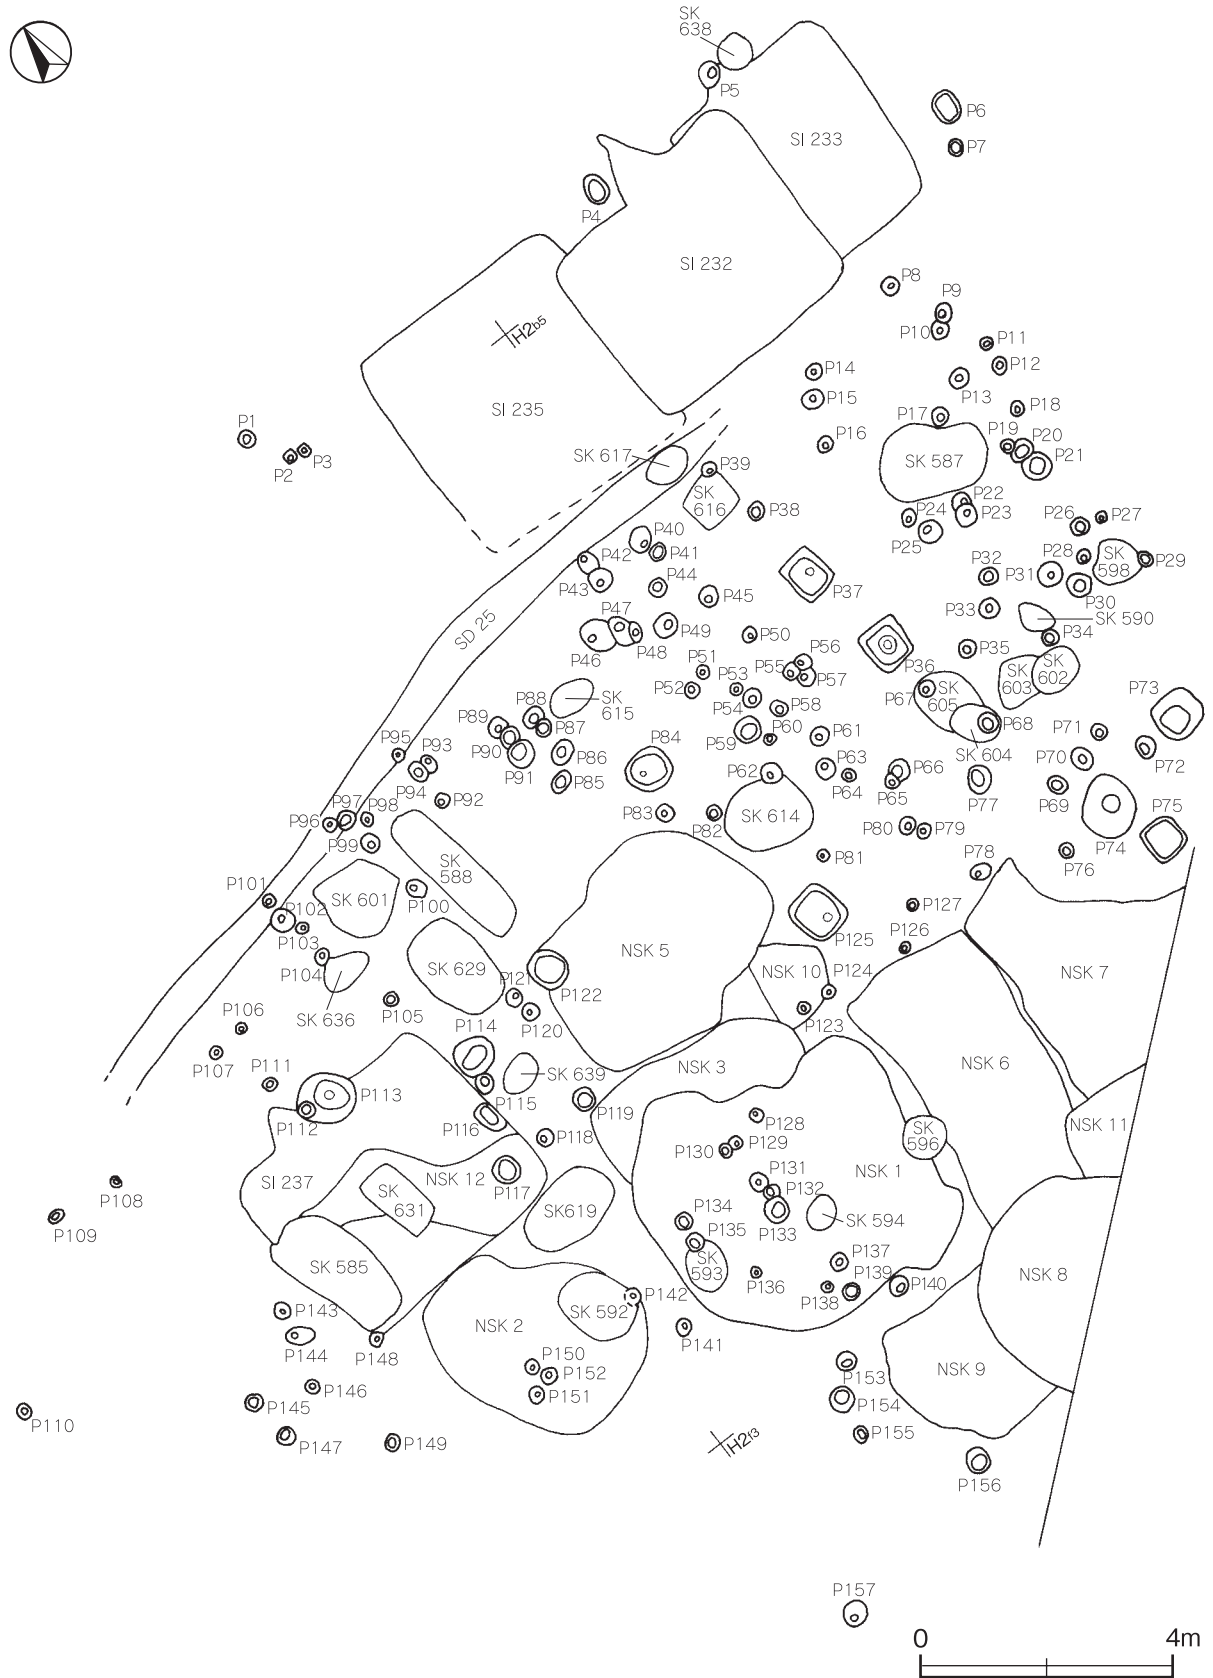 SK
638
P5
P6
SI 233
P7
P4
SI 232
P8
P9
H2b5
P10
P11
P14
P12
P15
P13
SI 235
P17
P18
P1
P16
P19
P20
P3
P2
SK 617
P39
SK 587
P21
SK
616
P38
P22
P24
P23
P26
P27
P40
P25
P42
P41
P28
SK
598
P29
P43
P44
P37
P32
P31
P45
P30
P47
P33
SK 590
SD 25
P49
P50
P34
P46
P48
P56
P35
P36
SK
602
P51
P55
P57
SK
603
P53
P67
SK
605
P73
P52
P88
SK
615
P54
P58
P89
P87
P60
P61
P68
P71
P95
P90
P59
P93
P86
P84
SK 604
P70
P72
P91
P63
P66
P62
P94
P85
P64
P65
P77
P69
P75
P92
P97
P98
P96
P83
P82
SK 614
P80
P79
P74
P99
P81
P76
SK
588
P78
P101
SK 601
P100
P127
P102
P125
P126
P103
NSK 5
P104
SK 629
NSK 10
P124
NSK 7
P121
P122
P106
SK 636
P105
P120
P123
P114
P107
NSK 3
NSK 6
P111
SK 639
P113
P115
P119
P112
P116
P128
SK
596
NSK 11
P118
P129
P130
NSK 1
SI 237
NSK 12
P131
P108
SK
631
P117
P132
P134
SK619
SK 594
P109
P135
P133
SK
593
P137
SK 585
P136
P139
NSK 8
P142
P138
P140
P143
SK 592
NSK 2
P144
P148
P141
P150
P153
P152
NSK 9
P146
P151
P110
P145
P154
P147
P149
H2f3
P155
P156
P157
0
4m